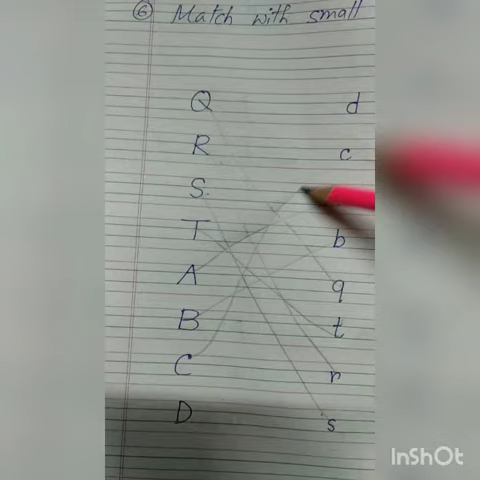 6 Match with small
Q d
R c
S
T b
A q
B t
C r
D s
InShOt